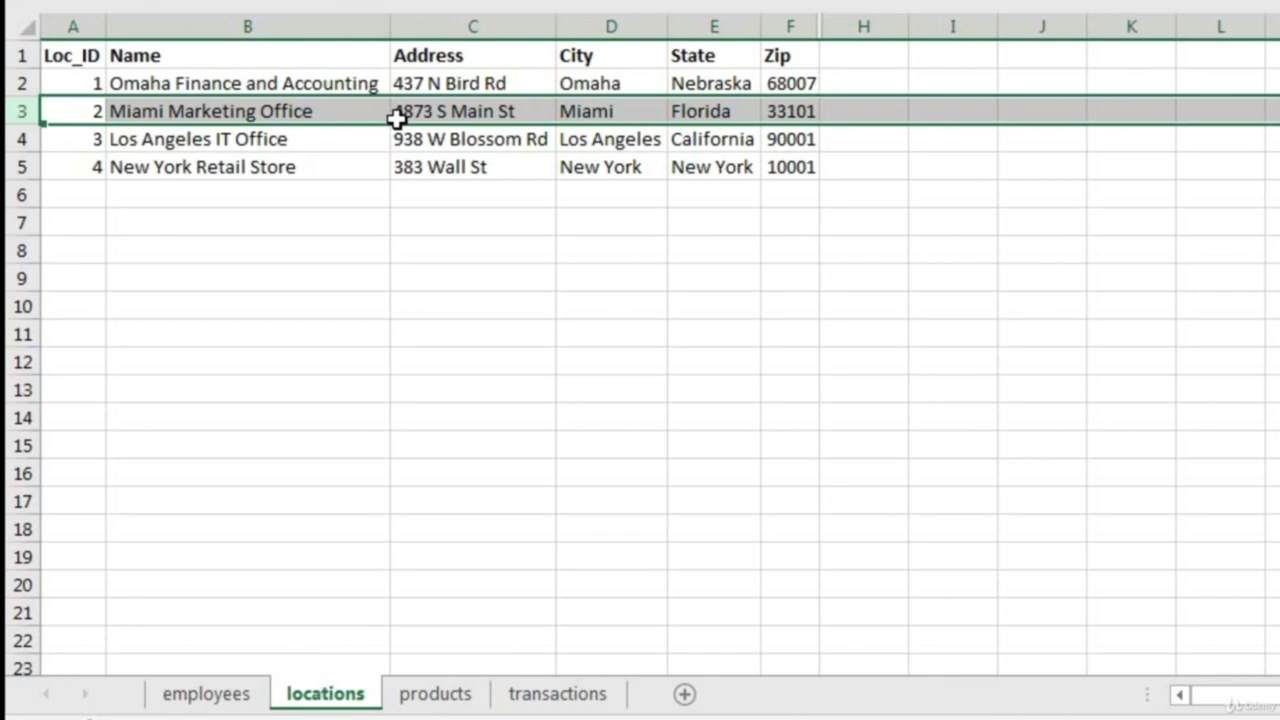 A B C D E F H I J K L
1 Loc_ID Name Address City State Zip
2 1 Omaha Finance and Accounting 437 N Bird Rd Omaha Nebraska 68007
3 2 Miami Marketing Office 4873 S Main St Miami Florida 33101
4 3 Los Angeles IT Office 938 W Blossom Rd Los Angeles California 90001
5 4 New York Retail Store 383 Wall St New York New York 10001
6
7
8
9
10
11
12
13
14
15
16
17
18
19
20
21
22
23
employees locations products transactions
Udemy